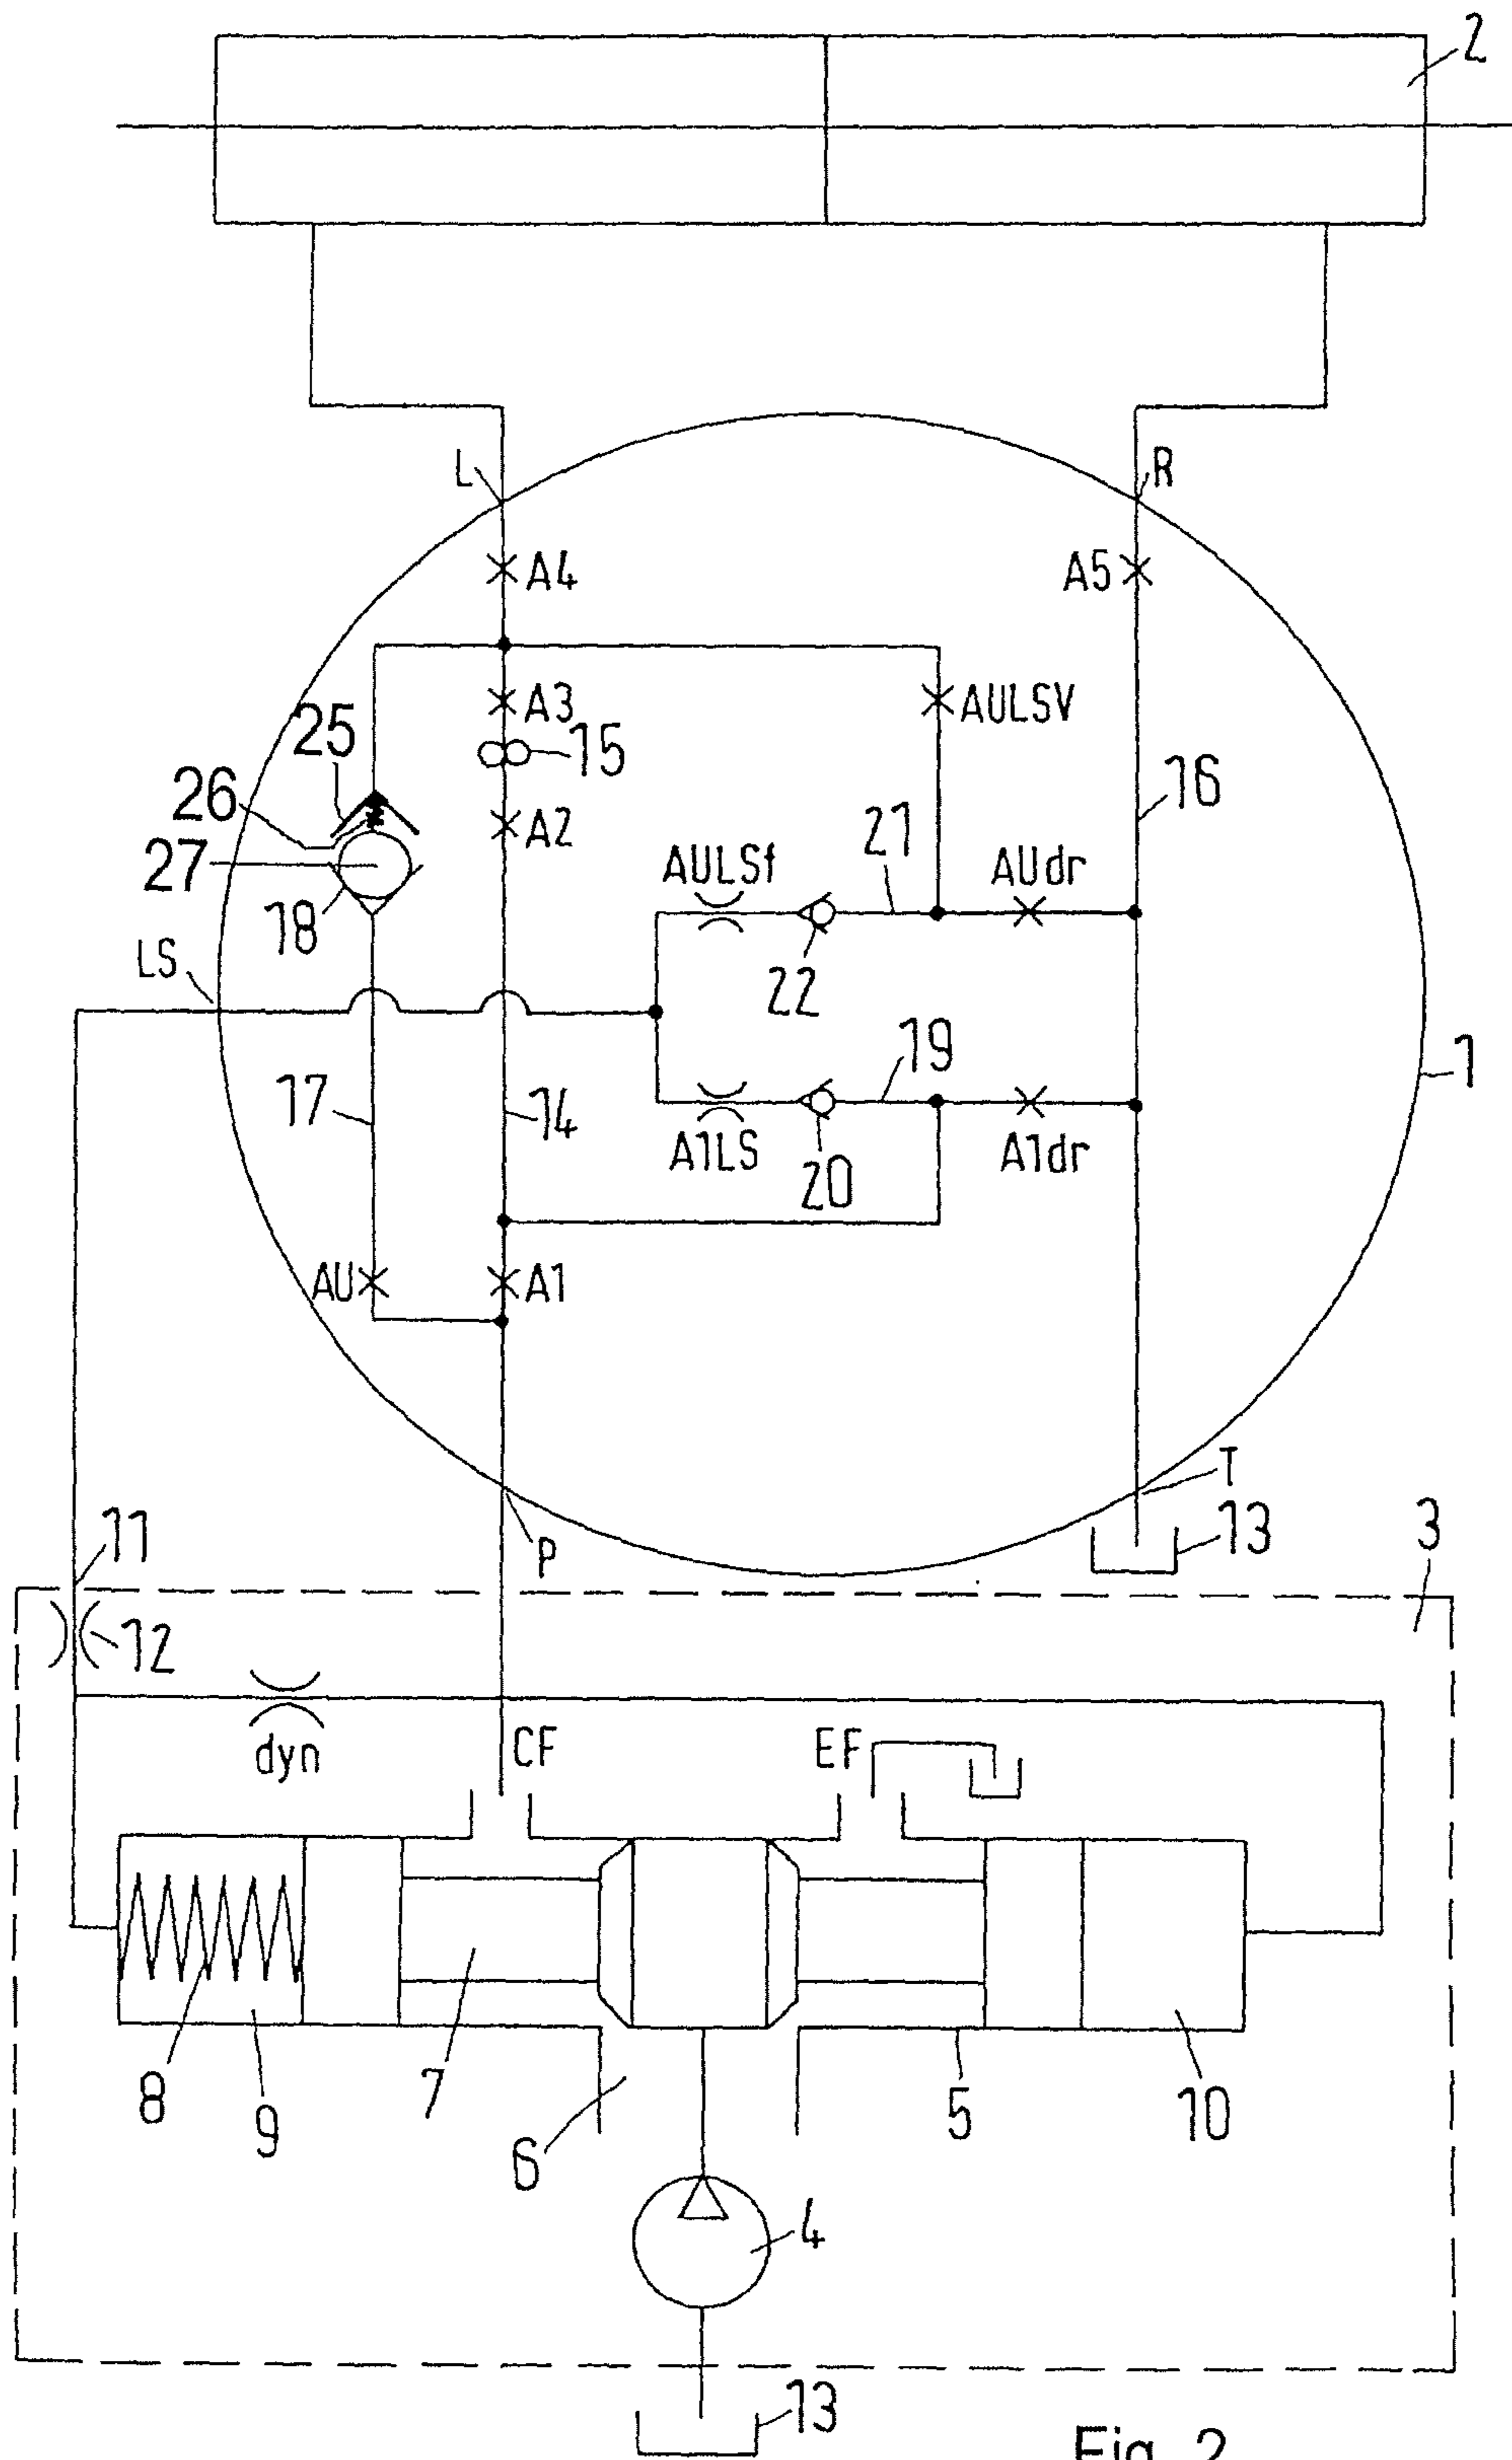 2
L
R
A4
A5
A3
AULSV
25
15
26
16
A2
27
21
AULSf
AUdr
18
LS
22
19
17
14
1
A1LS
20
A1dr
AU
A1
T
11
P
13
3
12
dyn
CF
EF
8
9
7
6
5
10
4
13
Fig. 2